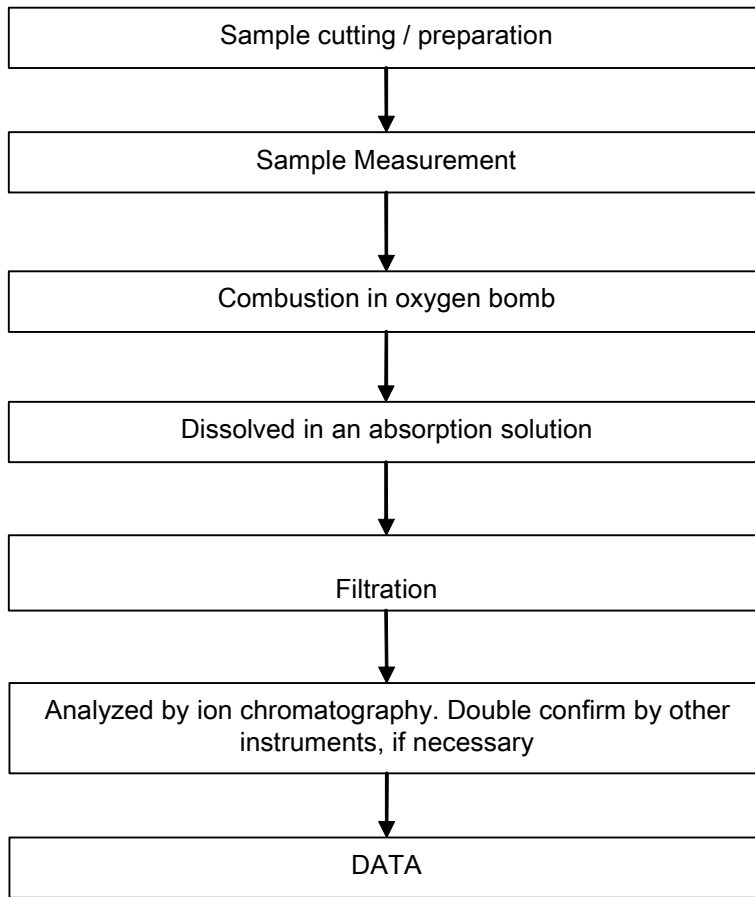 Sample cutting / preparation
Sample Measurement
Combustion in oxygen bomb
Dissolved in an absorption solution
Filtration
Analyzed by ion chromatography. Double confirm by other
instruments, if necessary
DATA